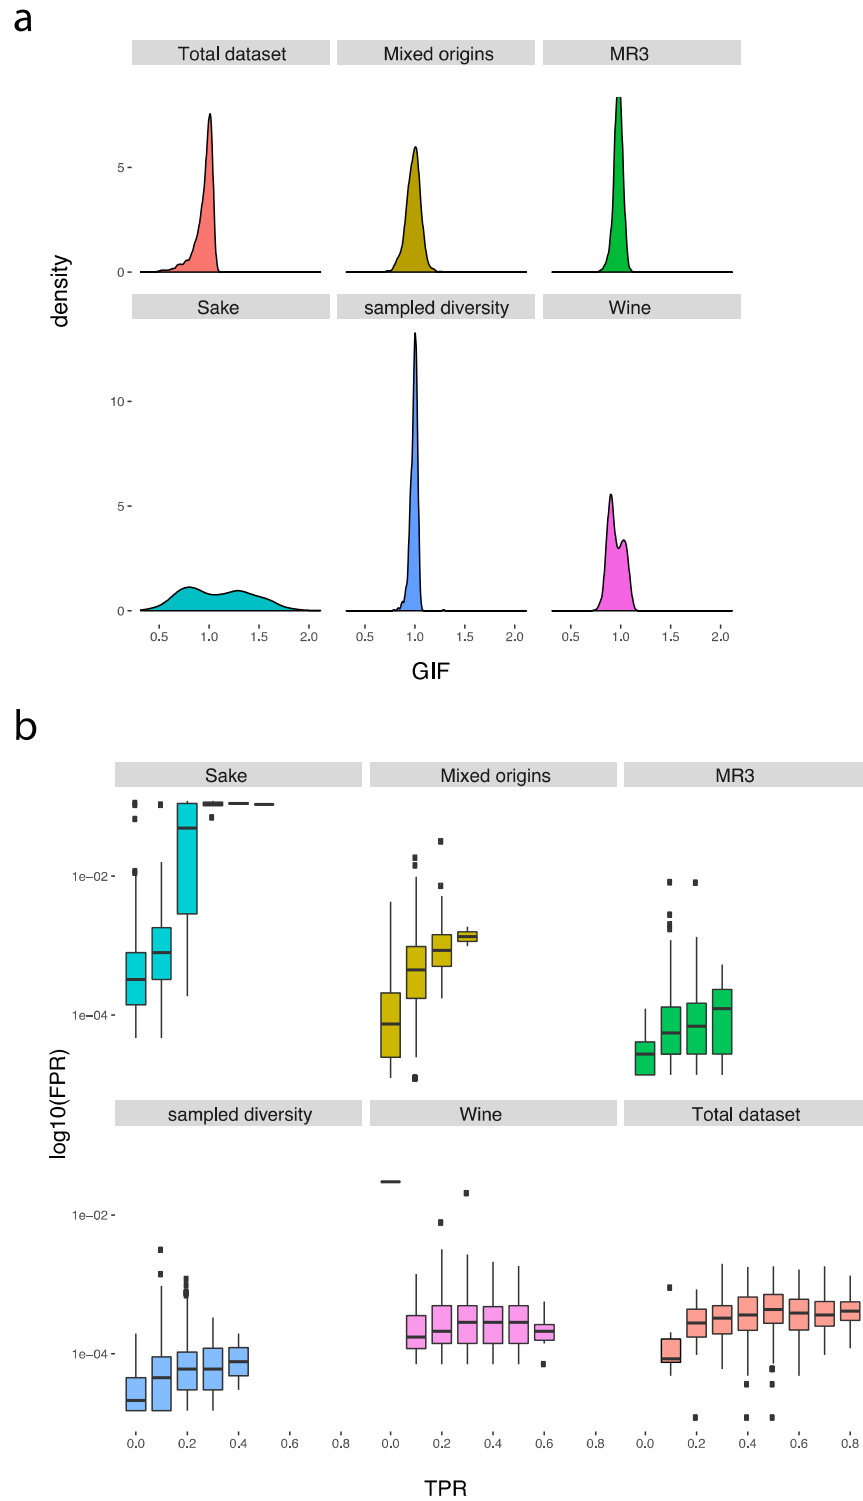 a
Total dataset Mixed origins MR3
5
0
density
Sake sampled diversity Wine
10
5
0
0.5 1.0 1.5 2.0 0.5 1.0 1.5 2.0 0.5 1.0 1.5 2.0
GIF
b
Sake Mixed origins MR3
1e−02
1e−04
log10(FPR)
sampled diversity Wine Total dataset
1e−02
1e−04
0.0 0.2 0.4 0.6 0.8 0.0 0.2 0.4 0.6 0.8 0.0 0.2 0.4 0.6 0.8
TPR